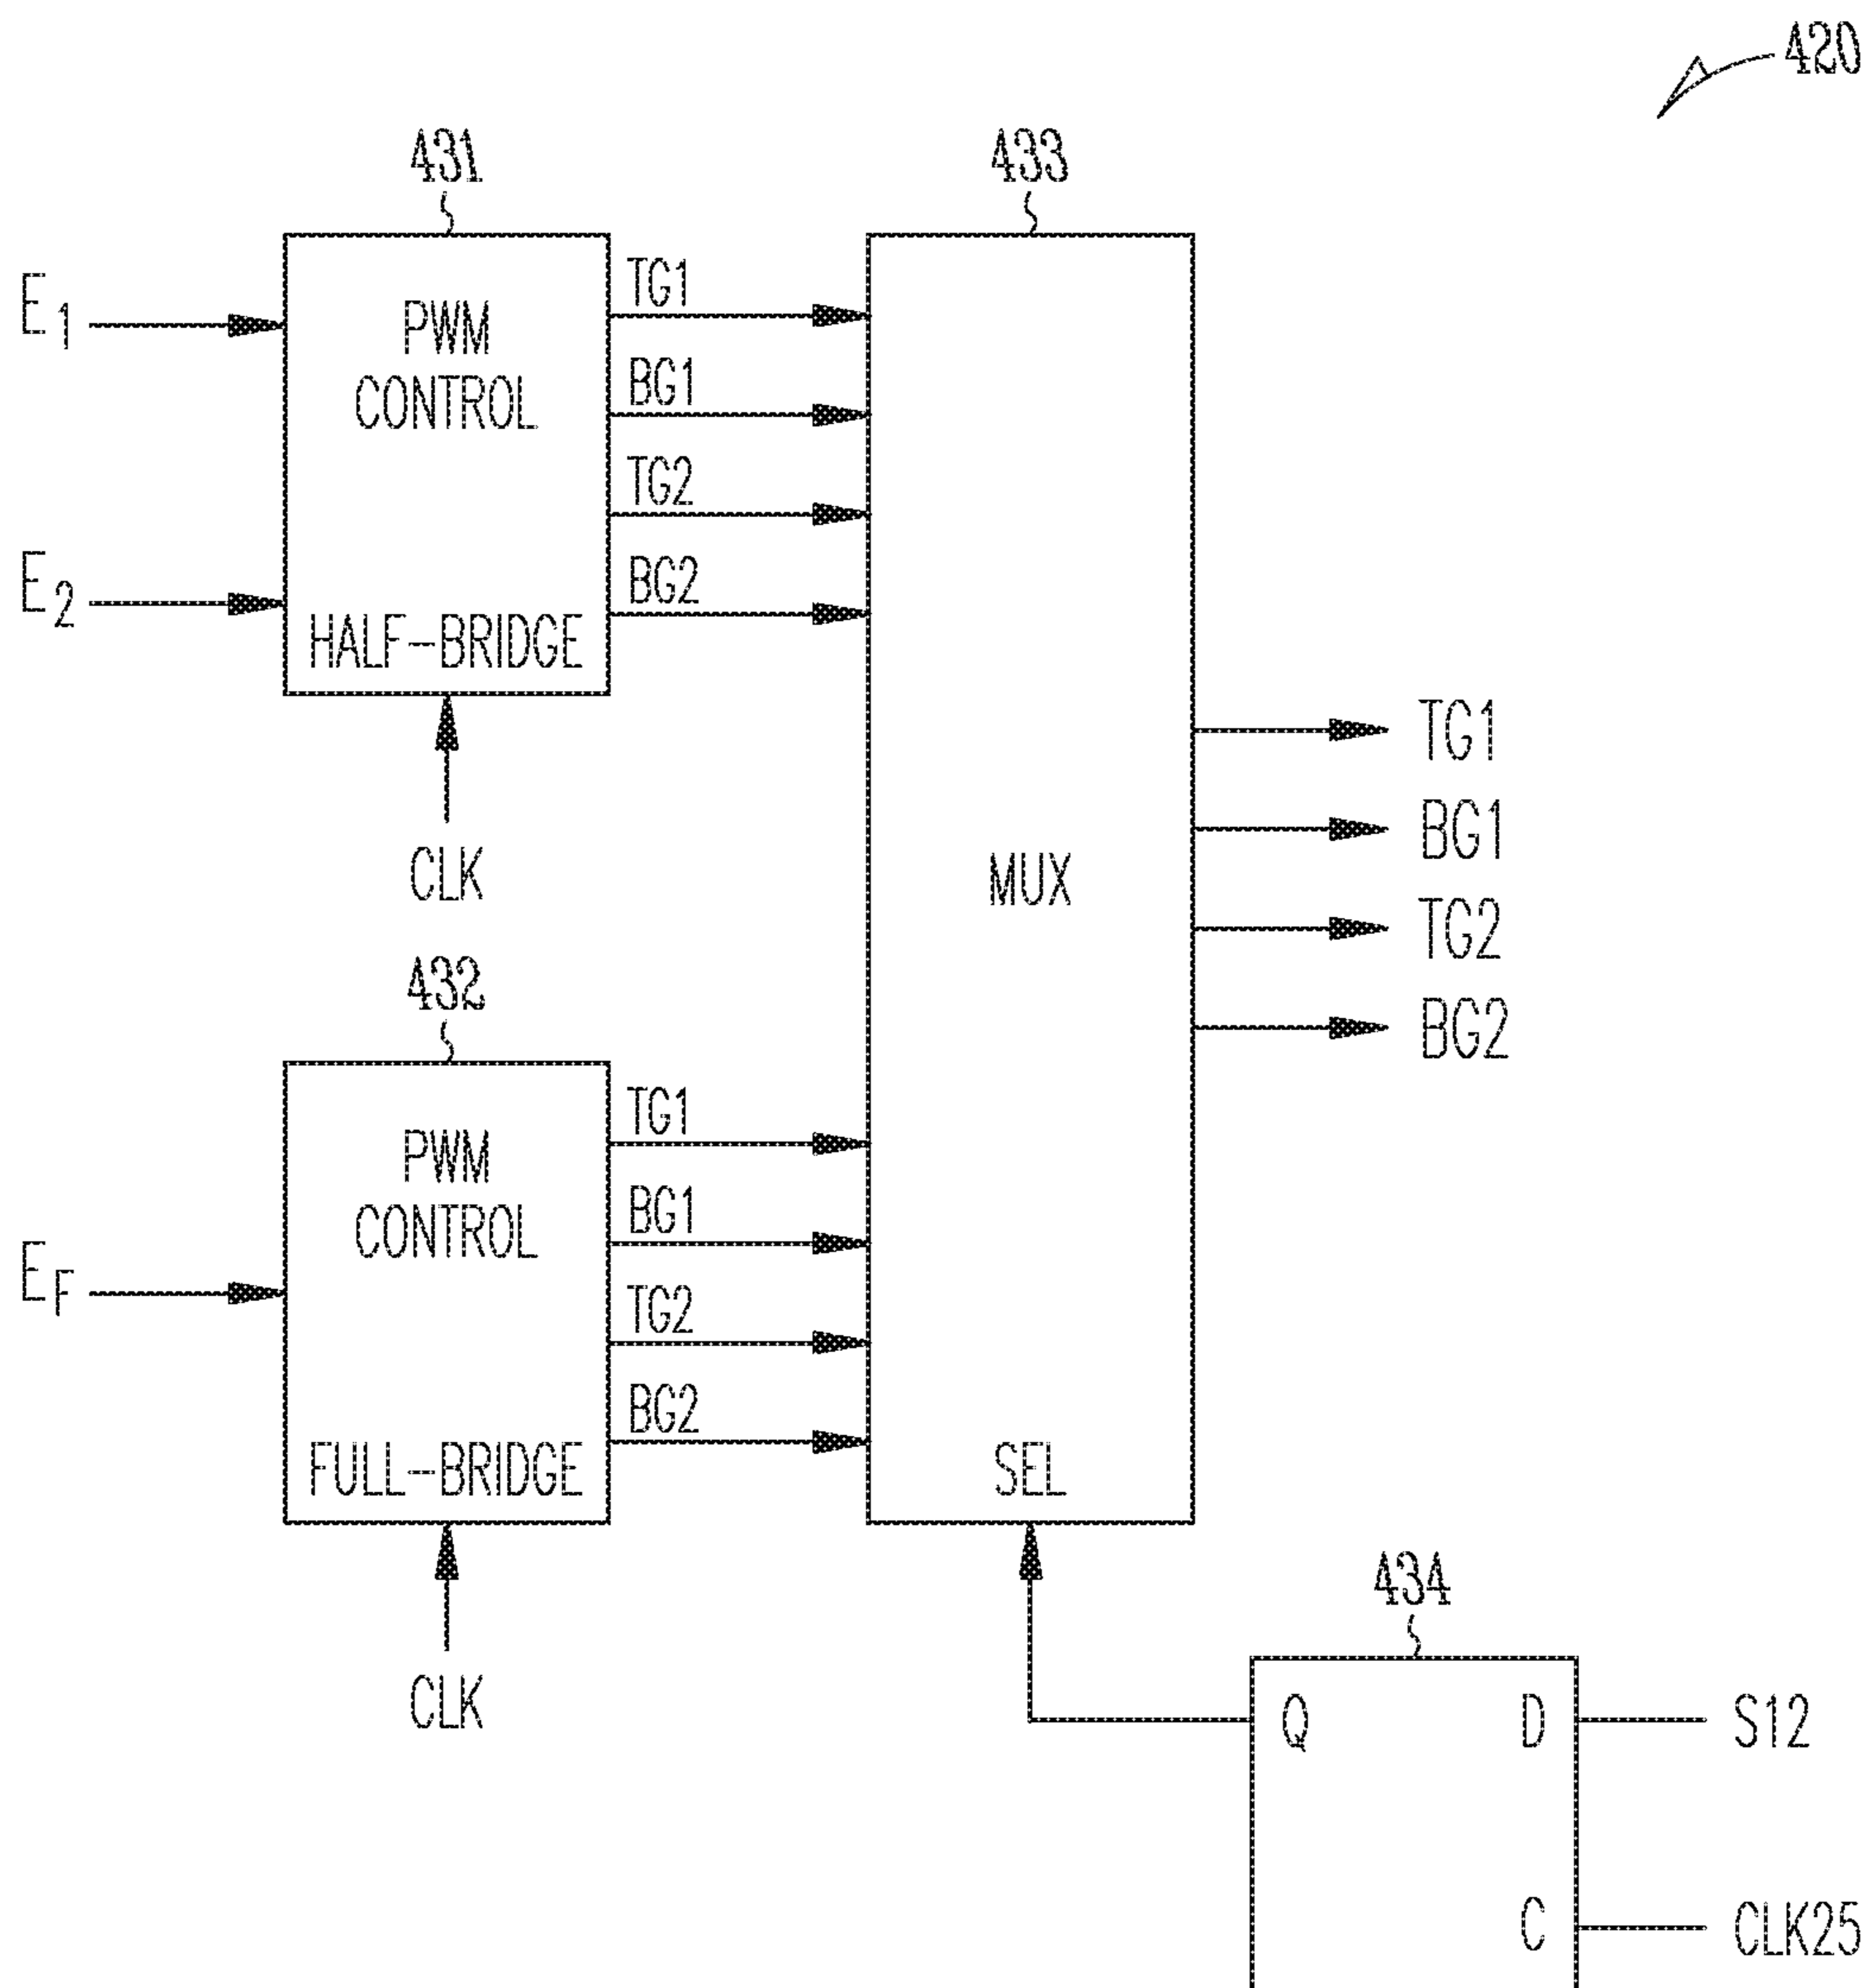 420
431
433
E1
PWM
CONTROL
E2
HALF-BRIDGE
TG1
BG1
TG2
BG2
CLK
MUX
TG1
BG1
TG2
BG2
432
EF
PWM
CONTROL
FULL-BRIDGE
TG1
BG1
TG2
BG2
CLK
SEL
434
Q
D
S12
C
CLK25